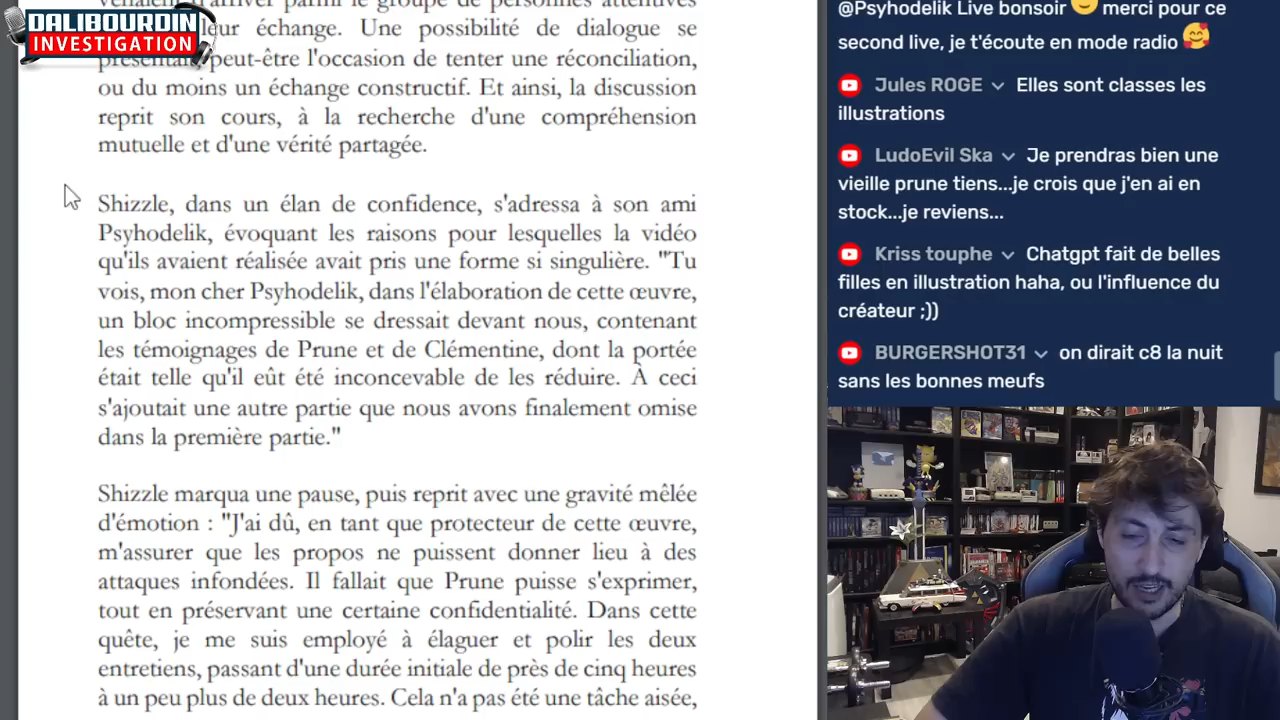 DALIBOURDIN
INVESTIGATION
venaient d'arriver parmi le groupe de personnes attentives
leur échange. Une possibilité de dialogue se
présentait, peut-être l'occasion de tenter une réconciliation,
ou du moins un échange constructif. Et ainsi, la discussion
reprit son cours, à la recherche d'une compréhension
mutuelle et d'une vérité partagée.
Shizzle, dans un élan de confidence, s'adressa à son ami
Psyhodelik, évoquant les raisons pour lesquelles la vidéo
qu'ils avaient réalisée avait pris une forme si singulière. "Tu
vois, mon cher Psyhodelik, dans l'élaboration de cette œuvre,
un bloc incompressible se dressait devant nous, contenant
les témoignages de Prune et de Clémentine, dont la portée
était telle qu'il eût été inconcevable de les réduire. À ceci
s'ajoutait une autre partie que nous avons finalement omise
dans la première partie."
Shizzle marqua une pause, puis reprit avec une gravité mêlée
d'émotion : "J'ai dû, en tant que protecteur de cette œuvre,
m'assurer que les propos ne puissent donner lieu à des
attaques infondées. Il fallait que Prune puisse s'exprimer,
tout en préservant une certaine confidentialité. Dans cette
quête, je me suis employé à élaguer et polir les deux
entretiens, passant d'une durée initiale de près de cinq heures
à un peu plus de deux heures. Cela n'a pas été une tâche aisée,
@Psyhodelik Live bonsoir 😊 merci pour ce
second live, je t'écoute en mode radio 🥰
Jules ROGE Elles sont classes les
illustrations
LudoEvil Ska Je prendras bien une
vieille prune tiens...je crois que j'en ai en
stock...je reviens...
Kriss touphe Chatgpt fait de belles
filles en illustration haha, ou l'influence du
créateur ;))
BURGERSHOT31 on dirait c8 la nuit
sans les bonnes meufs